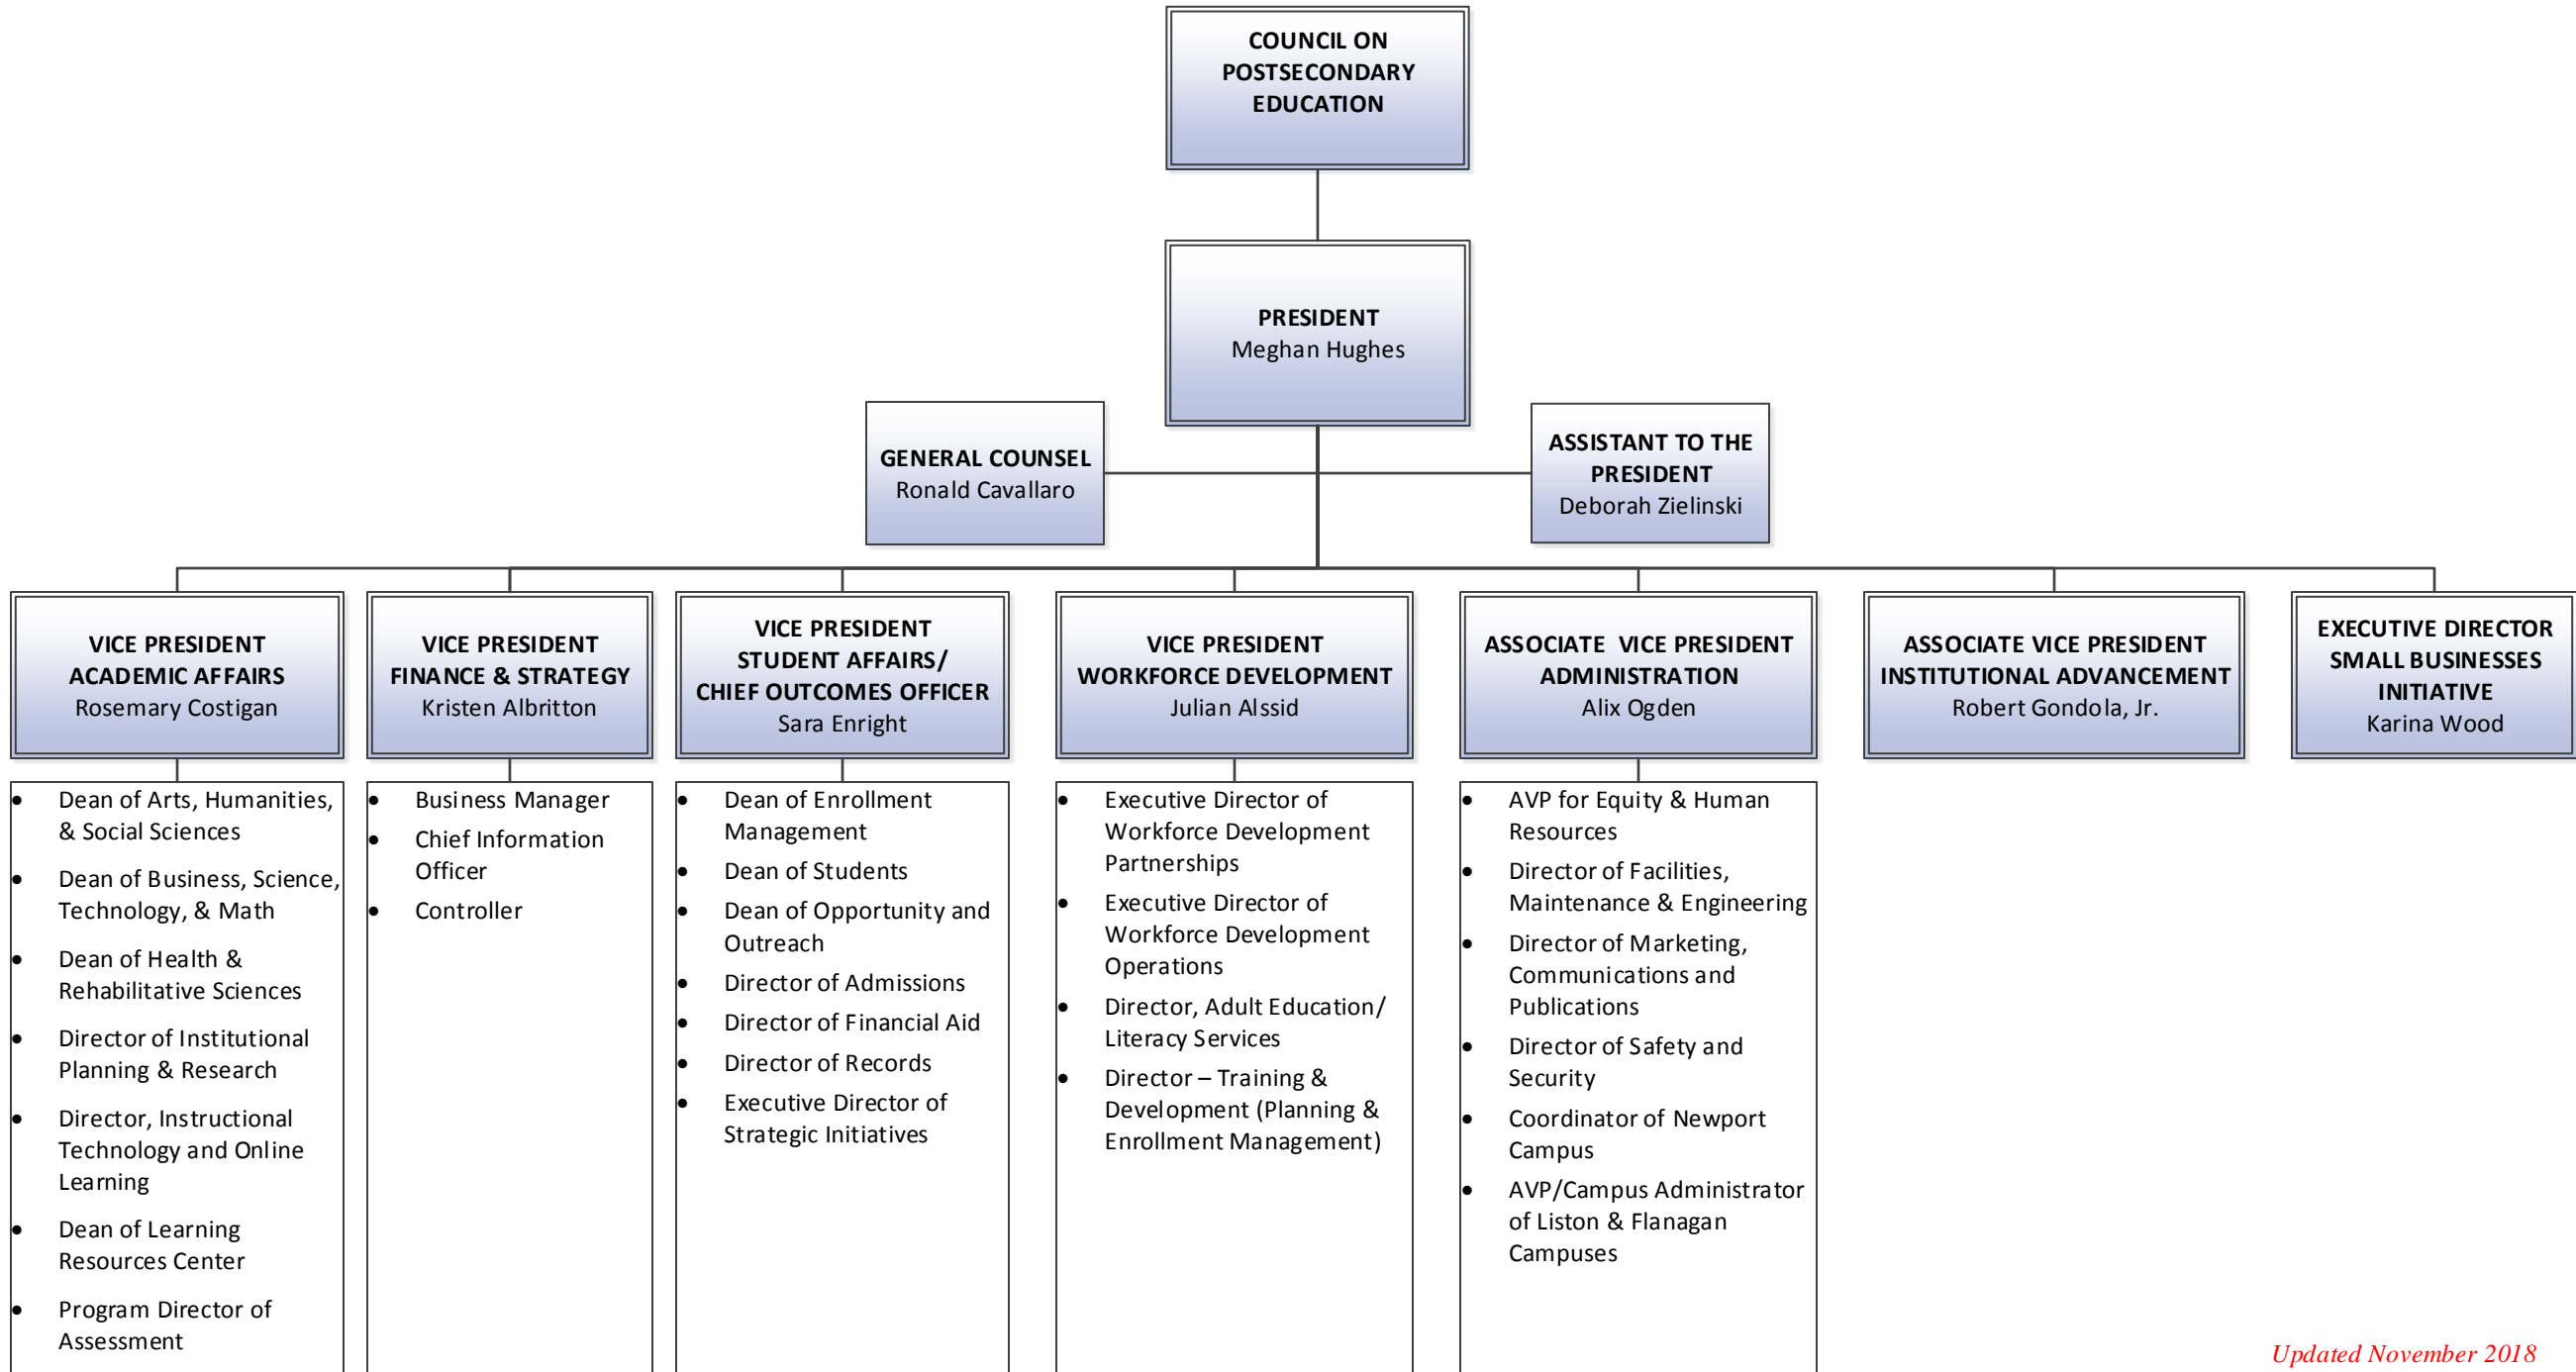 COUNCIL ON
POSTSECONDARY
EDUCATION
PRESIDENT
Meghan Hughes
GENERAL COUNSEL
Ronald Cavallaro
ASSISTANT TO THE
PRESIDENT
Deborah Zielinski
VICE PRESIDENT
ACADEMIC AFFAIRS
Rosemary Costigan
VICE PRESIDENT
FINANCE & STRATEGY
Kristen Albritton
VICE PRESIDENT
STUDENT AFFAIRS/
CHIEF OUTCOMES OFFICER
Sara Enright
VICE PRESIDENT
WORKFORCE DEVELOPMENT
Julian Alssid
ASSOCIATE VICE PRESIDENT
ADMINISTRATION
Alix Ogden
ASSOCIATE VICE PRESIDENT
INSTITUTIONAL ADVANCEMENT
Robert Gondola, Jr.
EXECUTIVE DIRECTOR
SMALL BUSINESSES
INITIATIVE
Karina Wood
• Dean of Arts, Humanities,
& Social Sciences
• Dean of Business, Science,
Technology, & Math
• Dean of Health &
Rehabilitative Sciences
• Director of Institutional
Planning & Research
• Director, Instructional
Technology and Online
Learning
• Dean of Learning
Resources Center
• Program Director of
Assessment
• Business Manager
• Chief Information
Officer
• Controller
• Dean of Enrollment
Management
• Dean of Students
• Dean of Opportunity and
Outreach
• Director of Admissions
• Director of Financial Aid
• Director of Records
• Executive Director of
Strategic Initiatives
• Executive Director of
Workforce Development
Partnerships
• Executive Director of
Workforce Development
Operations
• Director, Adult Education/
Literacy Services
• Director – Training &
Development (Planning &
Enrollment Management)
• AVP for Equity & Human
Resources
• Director of Facilities,
Maintenance & Engineering
• Director of Marketing,
Communications and
Publications
• Director of Safety and
Security
• Coordinator of Newport
Campus
• AVP/Campus Administrator
of Liston & Flanagan
Campuses
Updated November 2018